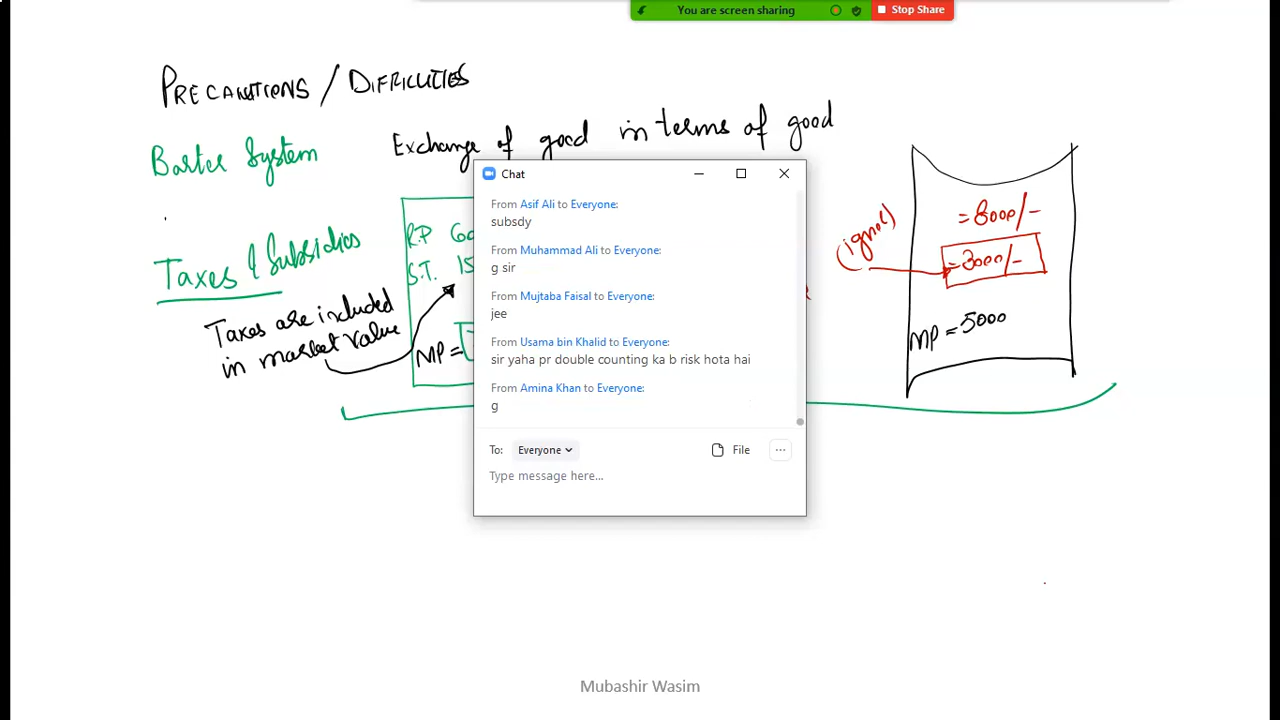 You are screen sharing
Stop Share
PRECAUTIONS / DIFFICULTIES
Barter System
Exchange of good in terms of good
Chat
From Asif Ali to Everyone:
subsdy
From Muhammad Ali to Everyone:
g sir
From Mujtaba Faisal to Everyone:
jee
From Usama bin Khalid to Everyone:
sir yaha pr double counting ka b risk hota hai
From Amina Khan to Everyone:
g
To: Everyone
File
Type message here...
Taxes & Subsidies
Taxes are included
in market value
S.T. 15
MP =
= 8000/-
= 3000/-
MP = 5000
Mubashir Wasim